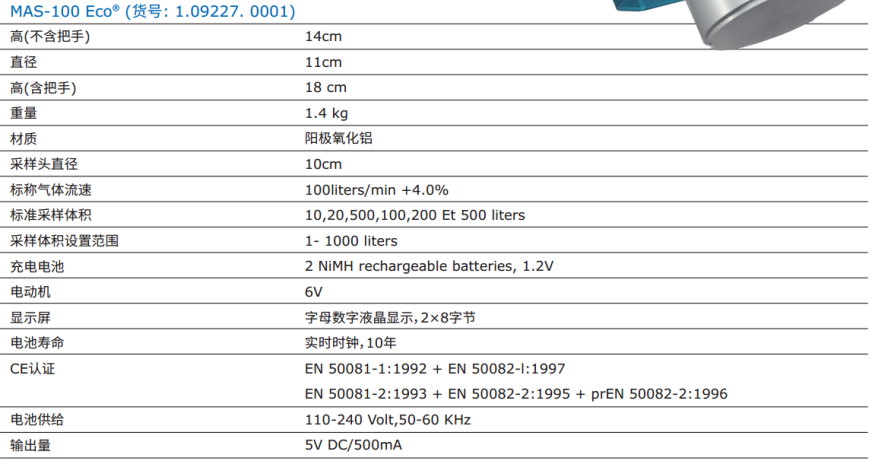 MAS-100 Eco® (货号: 1.09227. 0001)
高(不含把手) 14cm
直径 11cm
高(含把手) 18 cm
重量 1.4 kg
材质 阳极氧化铝
采样头直径 10cm
标称气体流速 100liters/min +4.0%
标准采样体积 10,20,500,100,200 Et 500 liters
采样体积设置范围 1- 1000 liters
充电电池 2 NiMH rechargeable batteries, 1.2V
电动机 6V
显示屏 字母数字液晶显示，2×8字节
电池寿命 实时时钟，10年
CE认证 EN 50081-1:1992 + EN 50082-l:1997
EN 50081-2:1993 + EN 50082-2:1995 + prEN 50082-2:1996
电池供给 110-240 Volt,50-60 KHz
输出量 5V DC/500mA